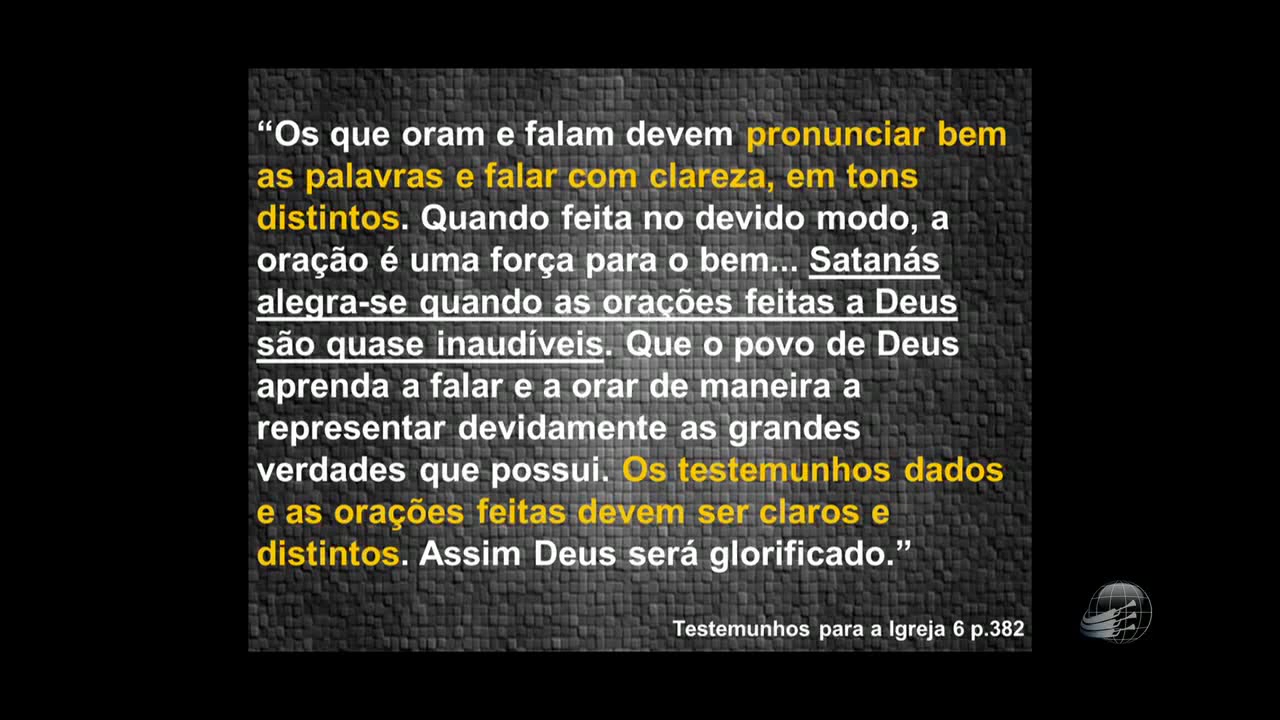 “Os que oram e falam devem pronunciar bem
as palavras e falar com clareza, em tons
distintos. Quando feita no devido modo, a
oração é uma força para o bem... Satanás
alegra-se quando as orações feitas a Deus
são quase inaudíveis. Que o povo de Deus
aprenda a falar e a orar de maneira a
representar devidamente as grandes
verdades que possui. Os testemunhos dados
e as orações feitas devem ser claros e
distintos. Assim Deus será glorificado.”
Testemunhos para a Igreja 6 p.382